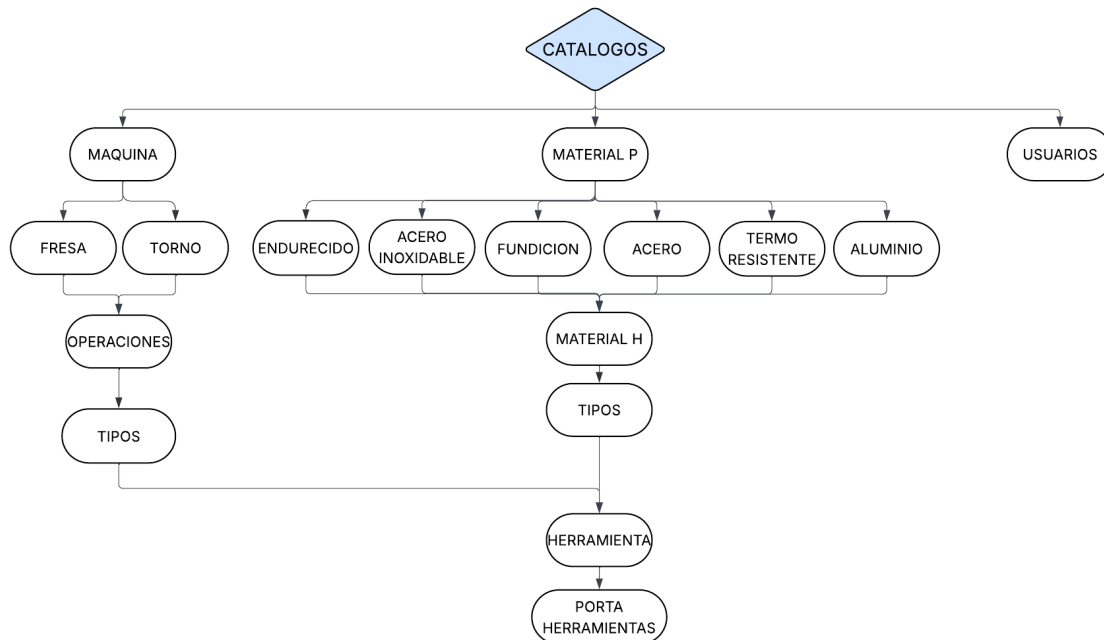 CATALOGOS
MAQUINA
MATERIAL P
USUARIOS
FRESA
TORNO
ENDURECIDO
ACERO
INOXIDABLE
FUNDICION
ACERO
TERMO
RESISTENTE
ALUMINIO
OPERACIONES
MATERIAL H
TIPOS
TIPOS
HERRAMIENTA
PORTA
HERRAMIENTAS